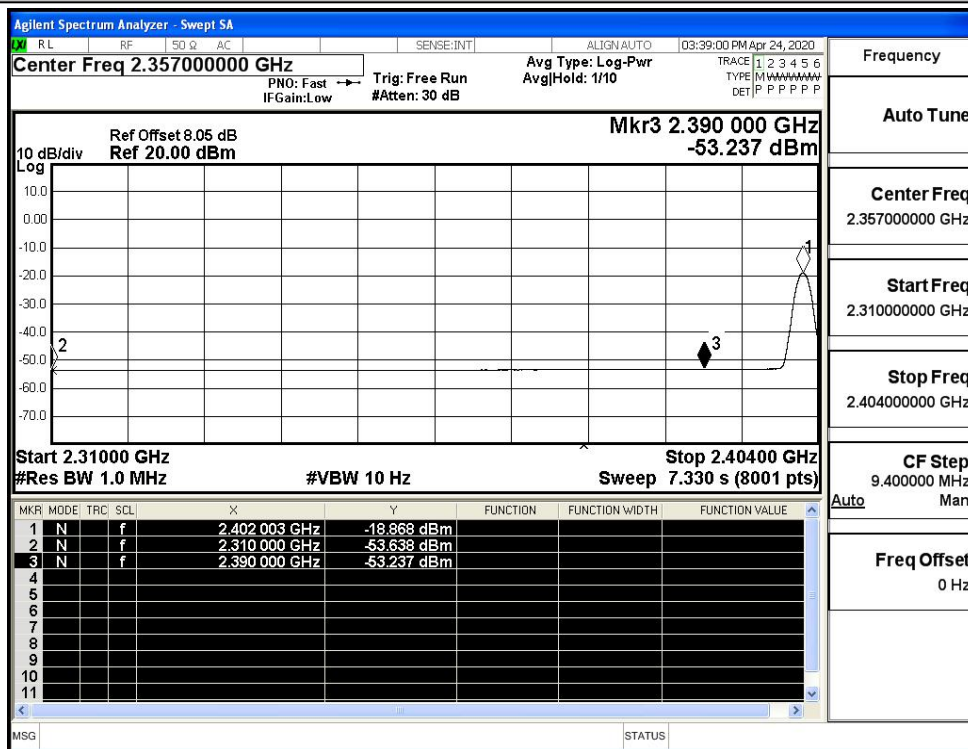 Agilent Spectrum Analyzer - Swept SA
LXI RL RF 50 Ω AC SENSE:INT ALIGN AUTO 03:39:00 PM Apr 24, 2020
Center Freq 2.357000000 GHz
PNO: Fast
IFGain:Low
Trig: Free Run
#Atten: 30 dB
Avg Type: Log-Pwr
Avg|Hold: 1/10
TRACE 1 2 3 4 5 6
TYPE M W W W W W
DET P P P P P P
Mkr3 2.390 000 GHz
-53.237 dBm
Ref Offset 8.05 dB
10 dB/div Ref 20.00 dBm
Log
10.0
0.00
-10.0
-20.0
-30.0
-40.0
-50.0
-60.0
-70.0
1
2
3
Start 2.31000 GHz Stop 2.40400 GHz
#Res BW 1.0 MHz #VBW 10 Hz Sweep 7.330 s (8001 pts)
MKR MODE TRC SCL X Y FUNCTION FUNCTION WIDTH FUNCTION VALUE
1 N f 2.402 003 GHz -18.868 dBm
2 N f 2.310 000 GHz -53.638 dBm
3 N f 2.390 000 GHz -53.237 dBm
4
5
6
7
8
9
10
11
MSG STATUS
Frequency
Auto Tune
Center Freq
2.357000000 GHz
Start Freq
2.310000000 GHz
Stop Freq
2.404000000 GHz
CF Step
9.400000 MHz
Auto Man
Freq Offset
0 Hz